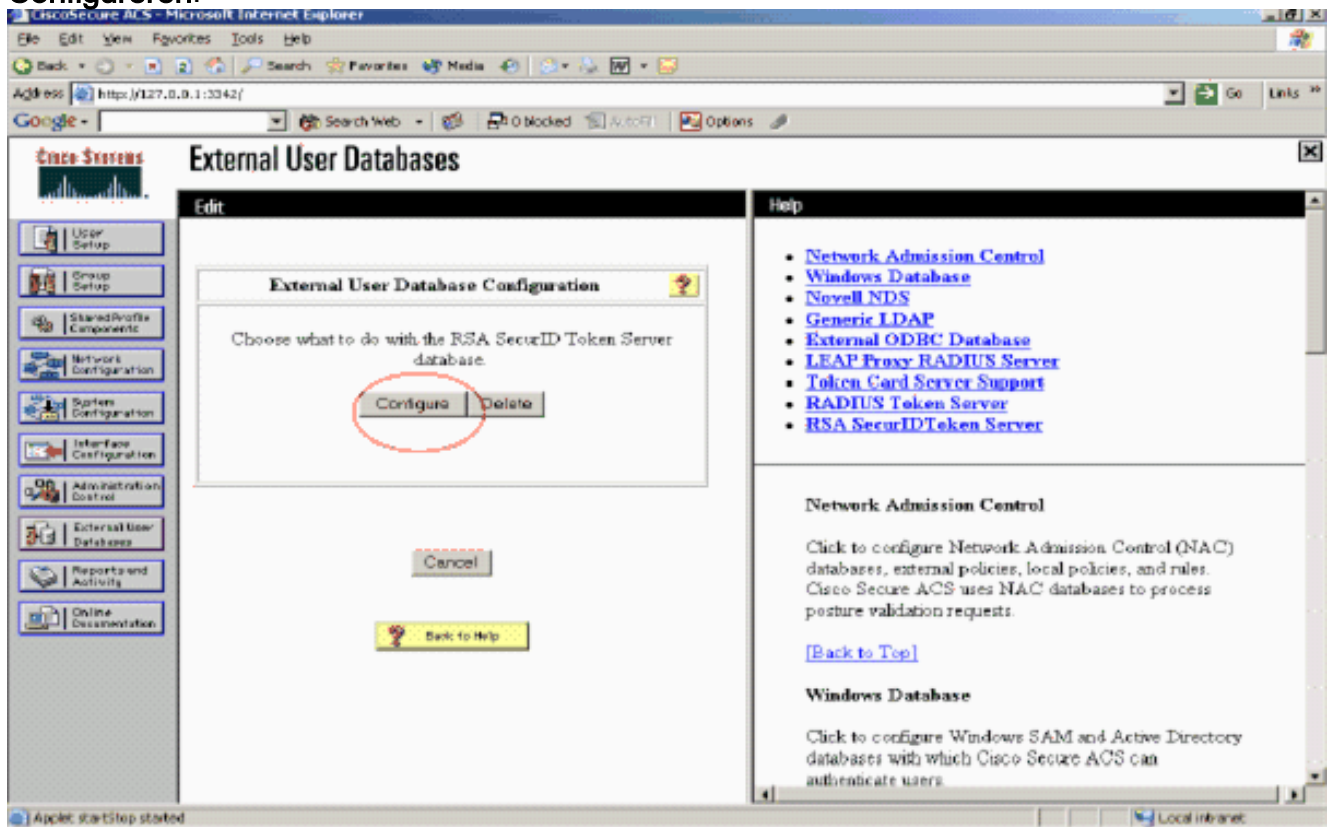 Configureren.
CiscoSecure ACS - Microsoft Internet Explorer
File Edit View Favorites Tools Help
Back Search Favorites Media
Address http://127.0.0.1:3342/ Go Links »
Google Search Web 0 blocked AutoFill Options
Cisco Systems
External User Databases
Edit
Help
User Setup
Group Setup
Shared Profile Components
Network Configuration
System Configuration
Interface Configuration
Administration Control
External User Databases
Reports and Activity
Online Documentation
External User Database Configuration
Choose what to do with the RSA SecurID Token Server
database.
Configure Delete
Cancel
Back to Help
Network Admission Control
Windows Database
Novell NDS
Generic LDAP
External ODBC Database
LEAP Proxy RADIUS Server
Token Card Server Support
RADIUS Token Server
RSA SecurIDToken Server
Network Admission Control
Click to configure Network Admission Control (NAC)
databases, external policies, local policies, and rules.
Cisco Secure ACS uses NAC databases to process
posture validation requests.
[Back to Top]
Windows Database
Click to configure Windows SAM and Active Directory
databases with which Cisco Secure ACS can
authenticate users.
Applet startStop started
Local intranet